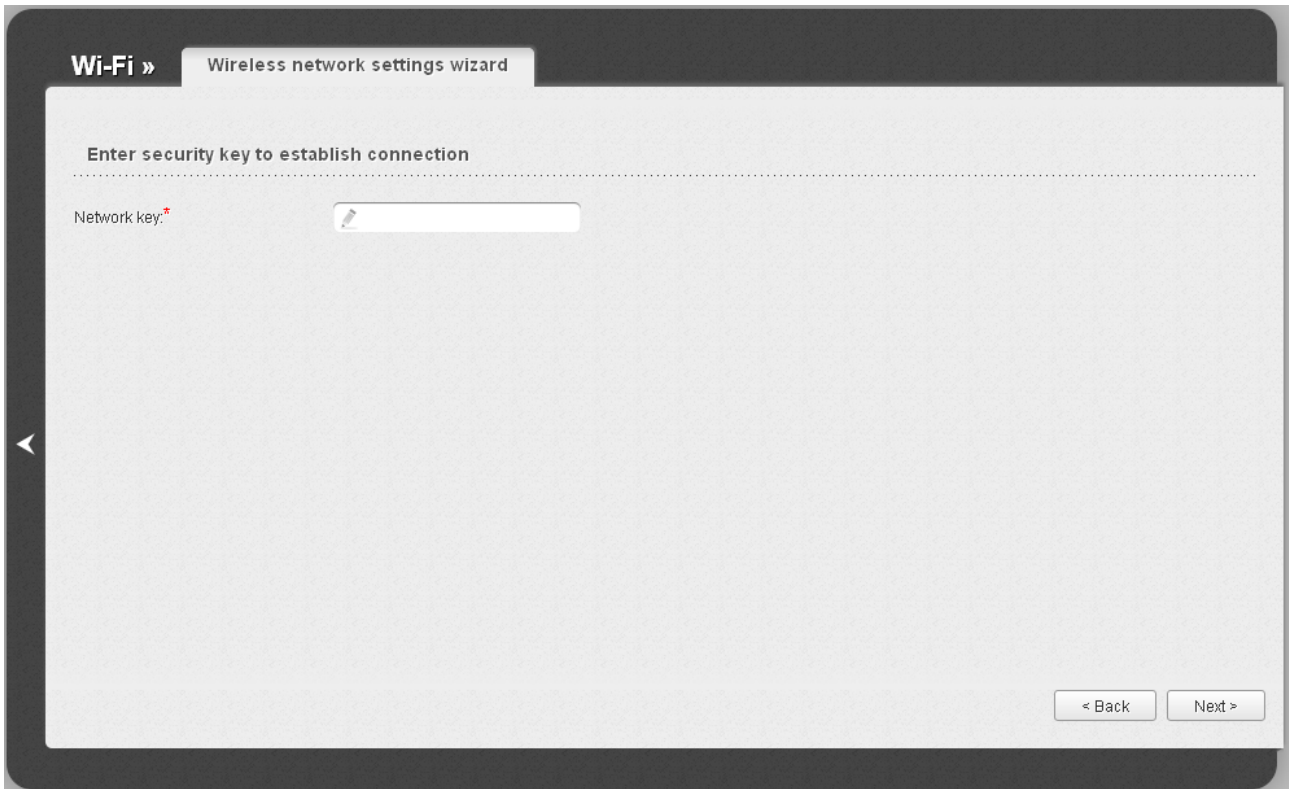 Wi-Fi »
Wireless network settings wizard
Enter security key to establish connection
Network key:*
< Back
Next >